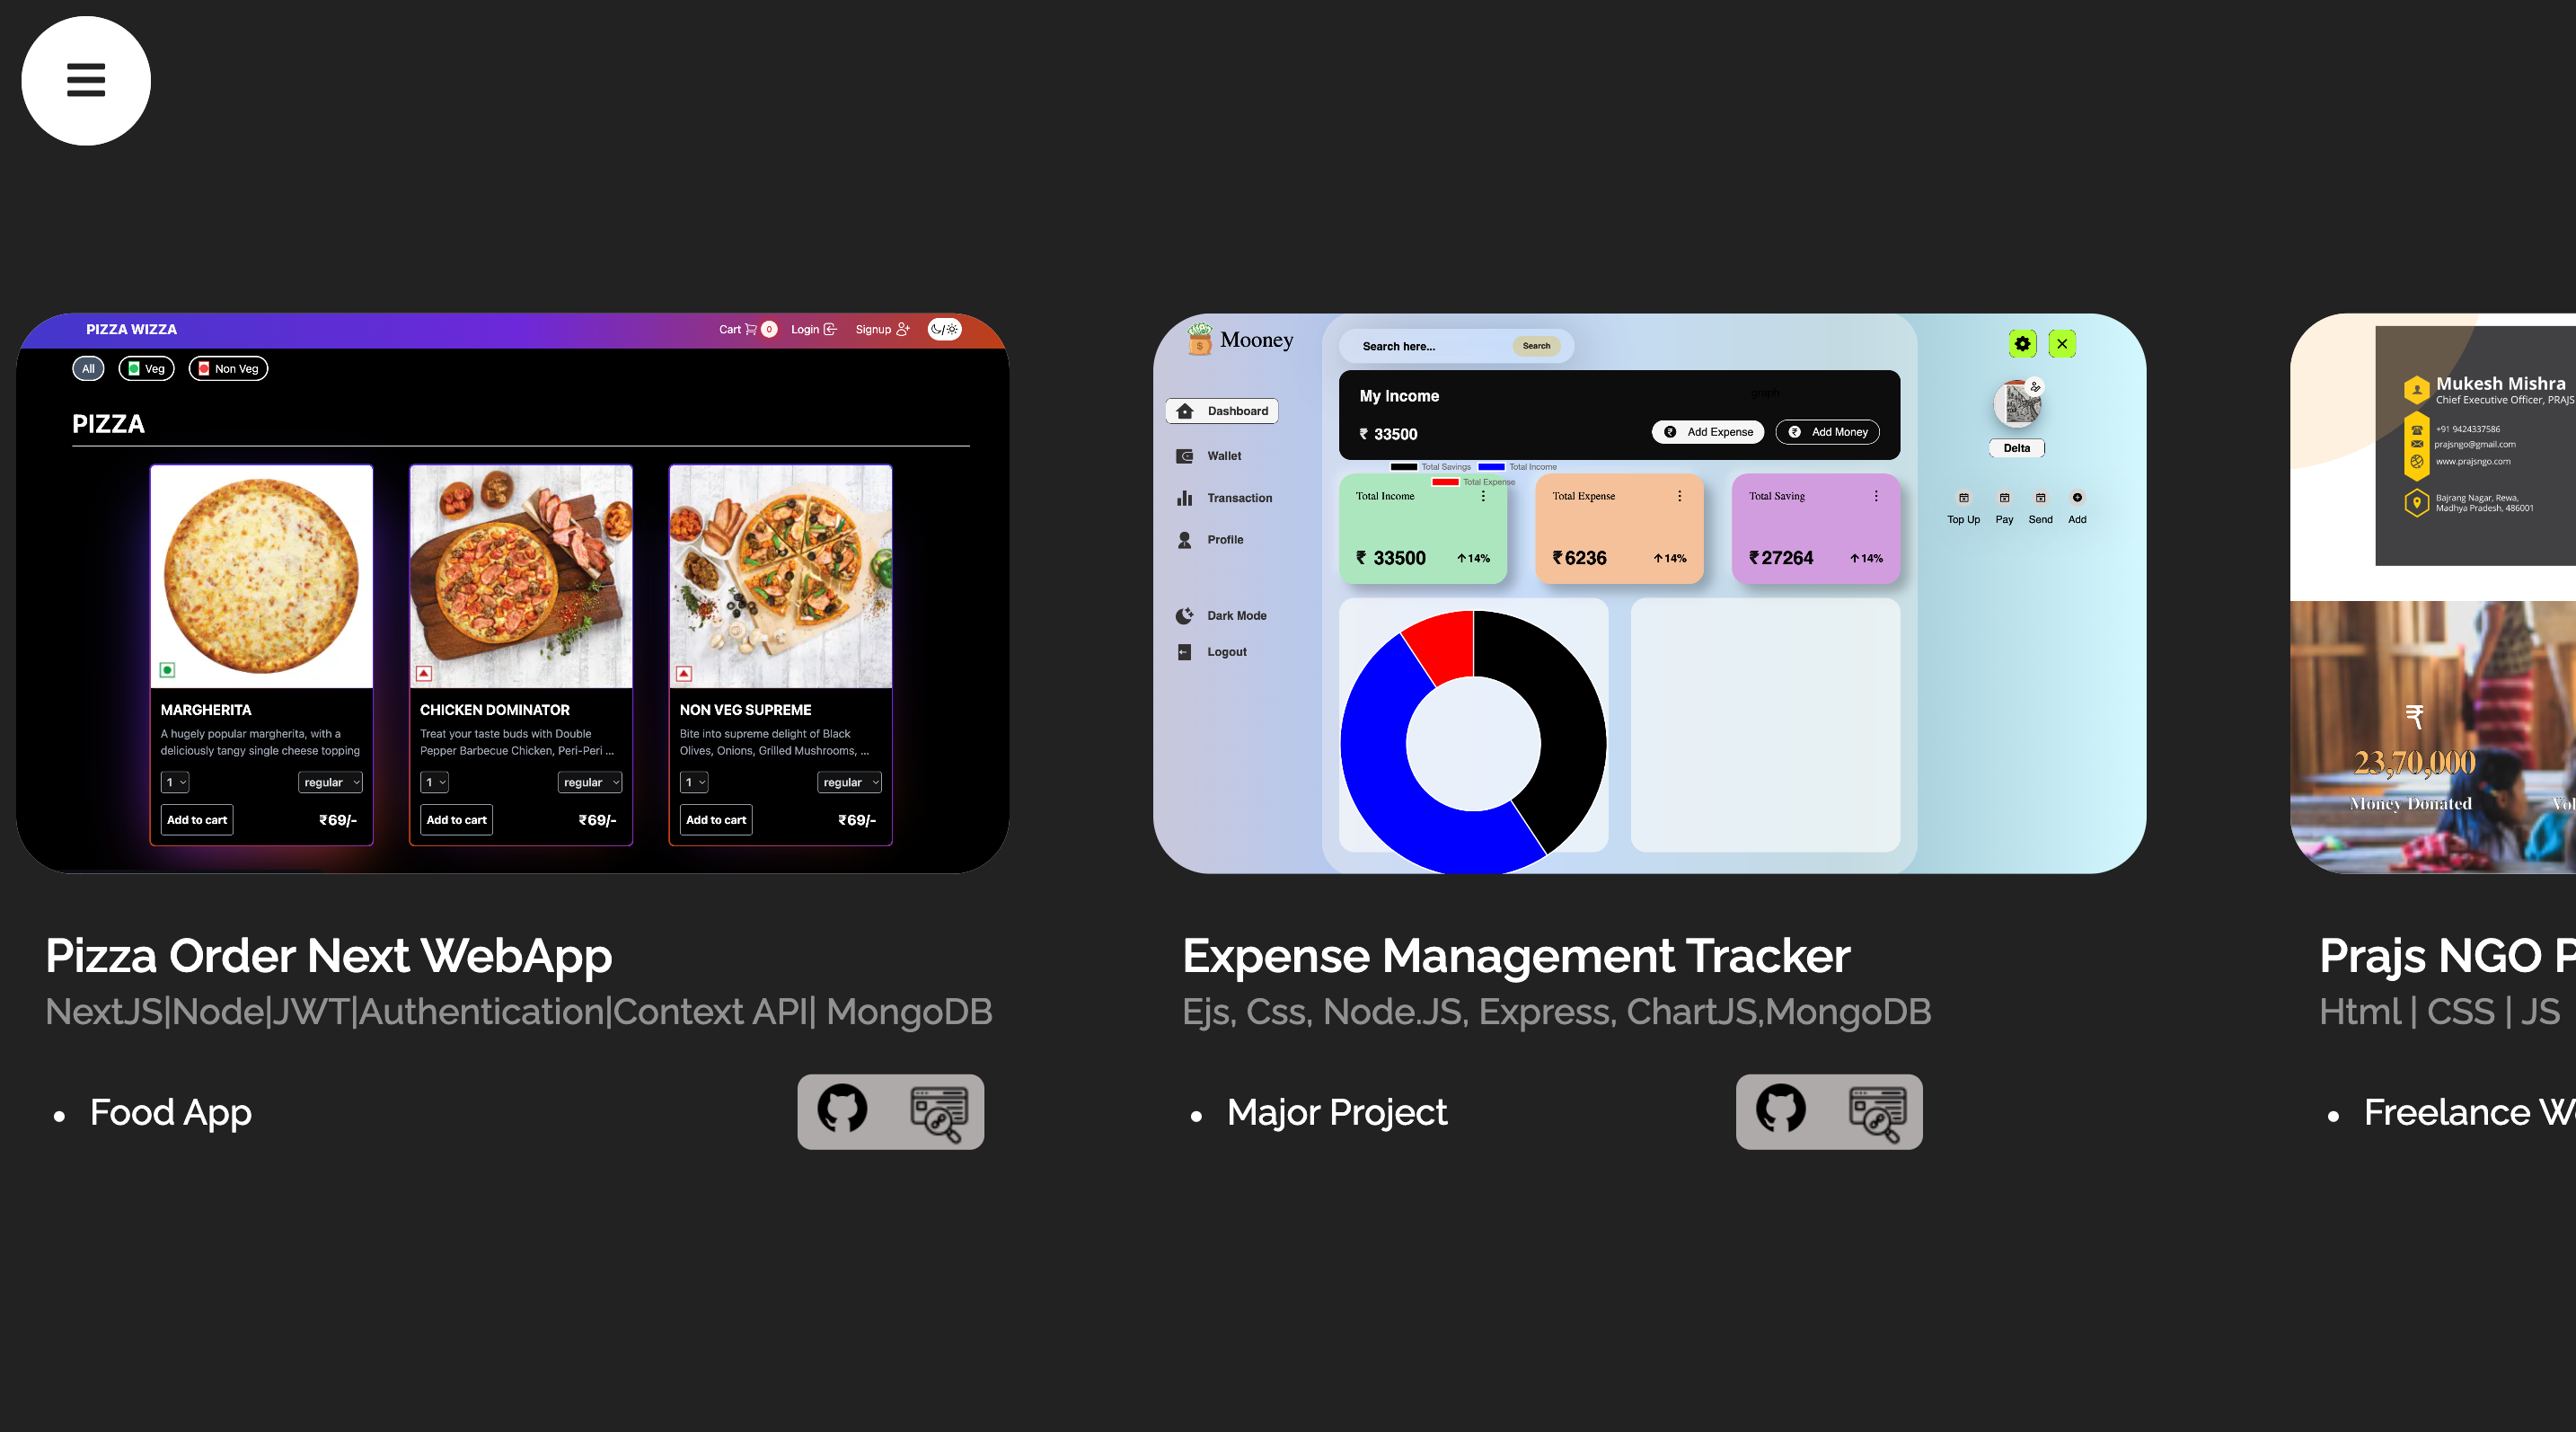 PIZZA WIZZA
Cart 0 Login Signup /
All Veg Non Veg
PIZZA
MARGHERITA
A hugely popular margherita, with a
deliciously tangy single cheese topping
1 regular
Add to cart ₹69/-
CHICKEN DOMINATOR
Treat your taste buds with Double
Pepper Barbecue Chicken, Peri-Peri ...
1 regular
Add to cart ₹69/-
NON VEG SUPREME
Bite into supreme delight of Black
Olives, Onions, Grilled Mushrooms, ...
1 regular
Add to cart ₹69/-
Pizza Order Next WebApp
NextJS|Node|JWT|Authentication|Context API| MongoDB
• Food App
Mooney
Dashboard
Wallet
Transaction
Profile
Dark Mode
Logout
Search here... Search
My Income
graph
₹ 33500
Add Expense Add Money
Total Savings Total Income
Total Expense
Total Income
₹ 33500 ↑14%
Total Expense
₹6236 ↑14%
Total Saving
₹27264 ↑14%
Delta
Top Up Pay Send Add
Expense Management Tracker
Ejs, Css, Node.JS, Express, ChartJS,MongoDB
• Major Project
Mukesh Mishra
Chief Executive Officer, PRAJS
+91 9424337586
prajsngo@gmail.com
www.prajsngo.com
Bajrang Nagar, Rewa,
Madhya Pradesh, 486001
₹
23,70,000
Money Donated
Vol
Prajs NGO P
Html | CSS | JS
• Freelance W